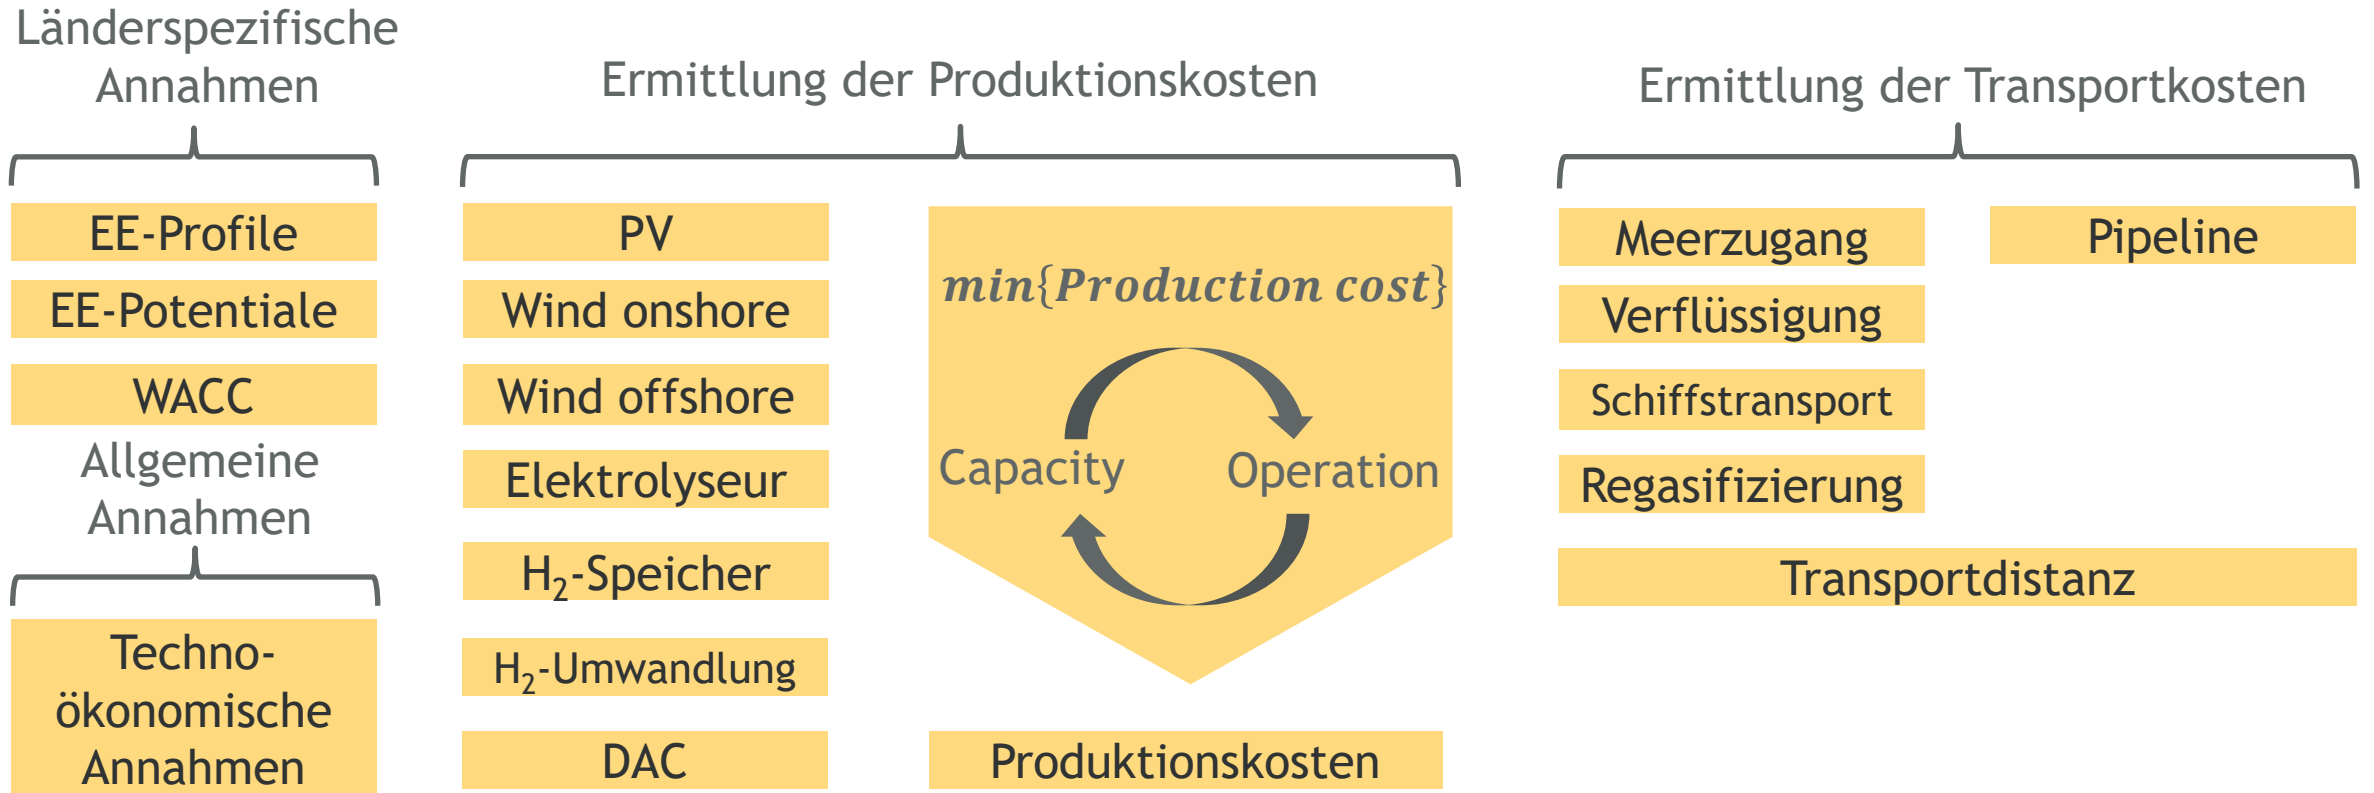 Länderspezifische
Annahmen
EE-Profile
EE-Potentiale
WACC
Allgemeine
Annahmen
Techno-
ökonomische
Annahmen
Ermittlung der Produktionskosten
PV
Wind onshore
Wind offshore
Elektrolyseur
H₂-Speicher
H₂-Umwandlung
DAC
min{Production cost}
Capacity
Operation
Produktionskosten
Ermittlung der Transportkosten
Meerzugang
Verflüssigung
Schiffstransport
Regasifizierung
Pipeline
Transportdistanz